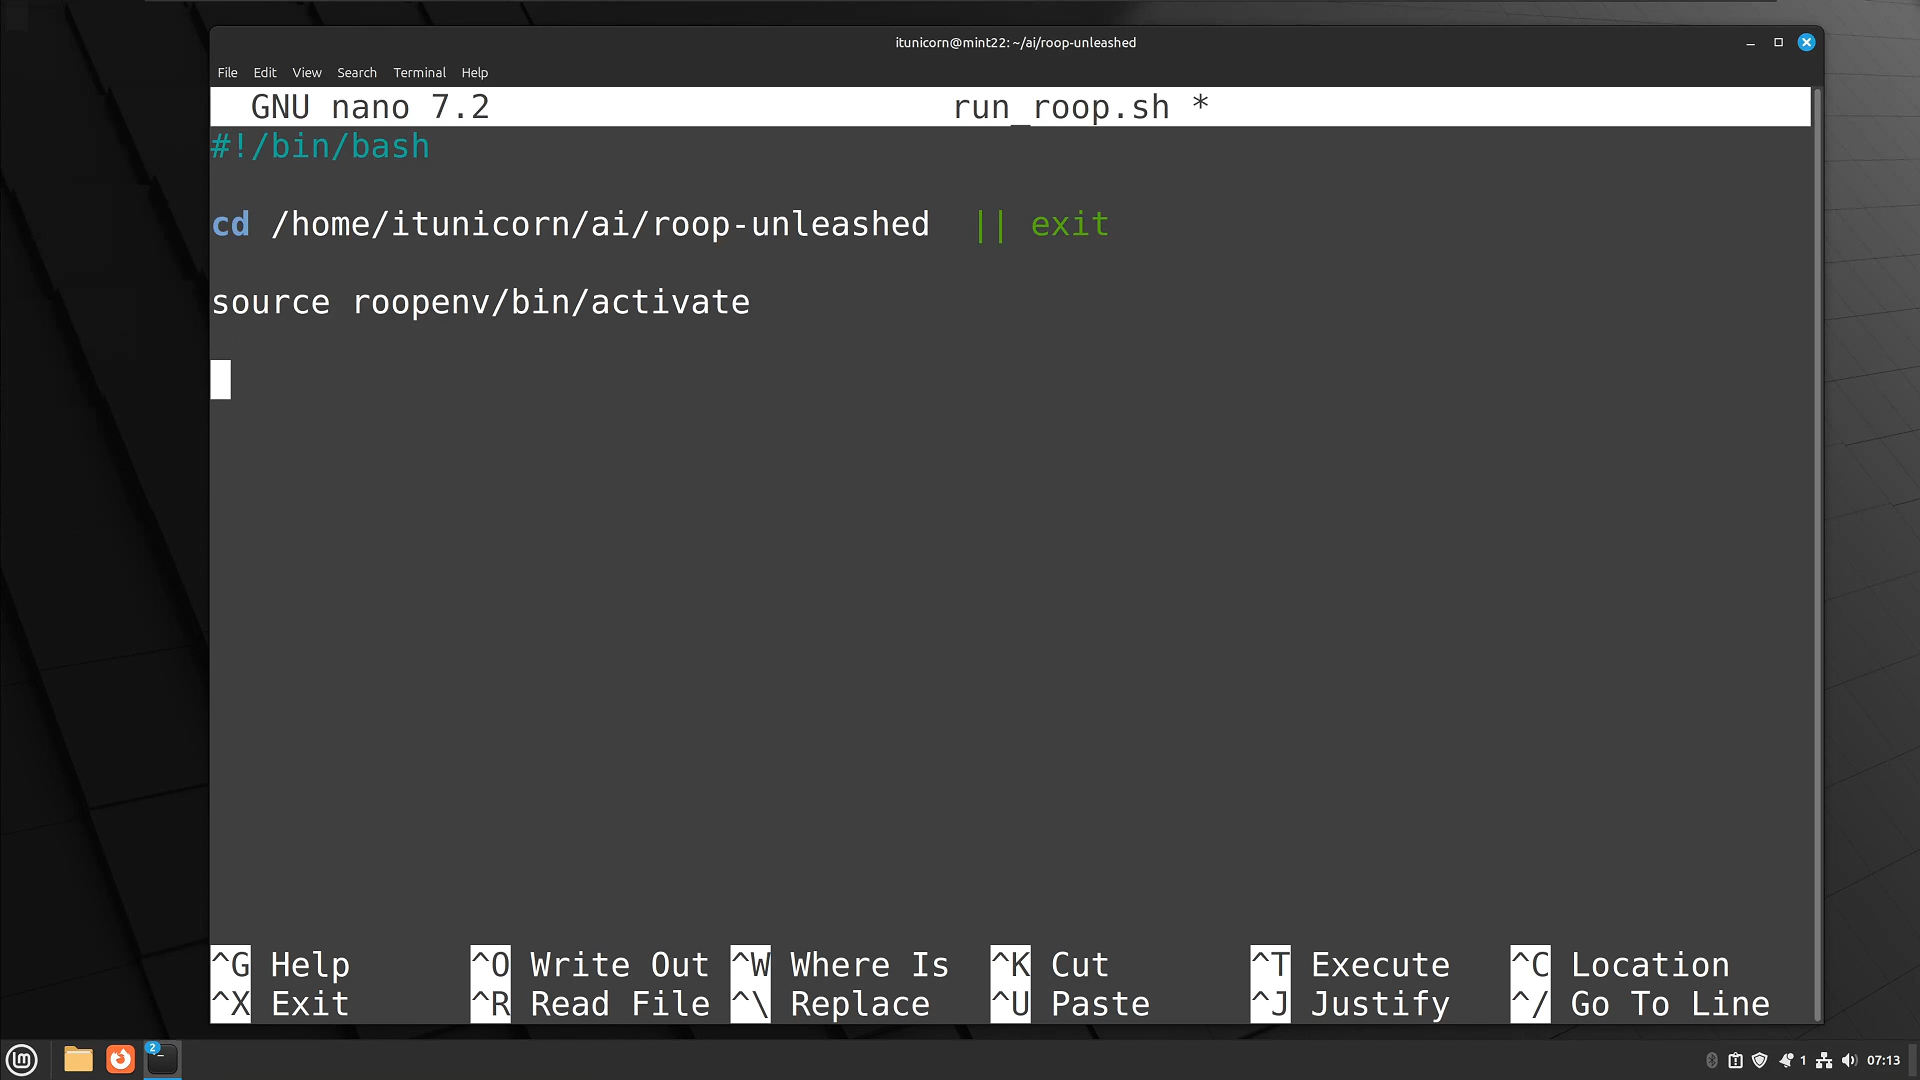 itunicorn@mint22: ~/ai/roop-unleashed
File Edit View Search Terminal Help
GNU nano 7.2 run_roop.sh *
#!/bin/bash
cd /home/itunicorn/ai/roop-unleashed || exit
source roopenv/bin/activate
^G Help ^O Write Out ^W Where Is ^K Cut ^T Execute ^C Location
^X Exit ^R Read File ^\ Replace ^U Paste ^J Justify ^/ Go To Line
2
1 07:13